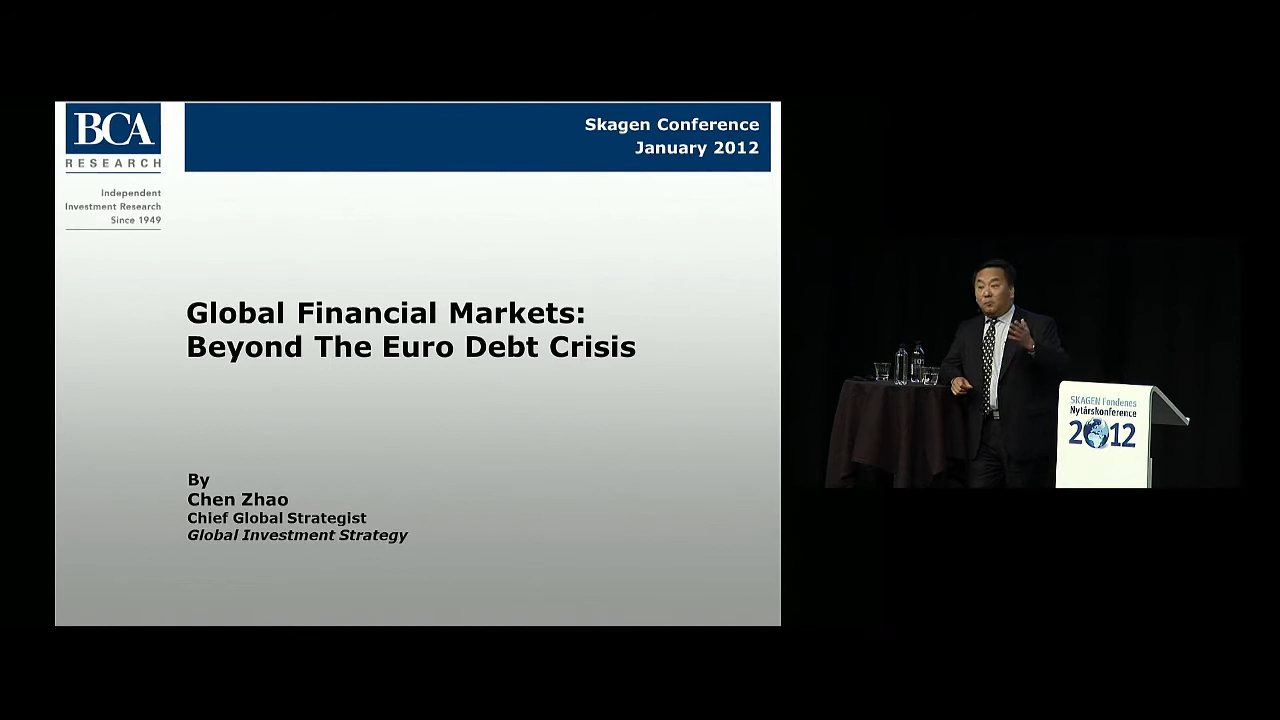 BCA
RESEARCH
Independent
Investment Research
Since 1949
Skagen Conference
January 2012
Global Financial Markets:
Beyond The Euro Debt Crisis
By
Chen Zhao
Chief Global Strategist
Global Investment Strategy
SKAGEN Fondenes
Nytårskonference
2012